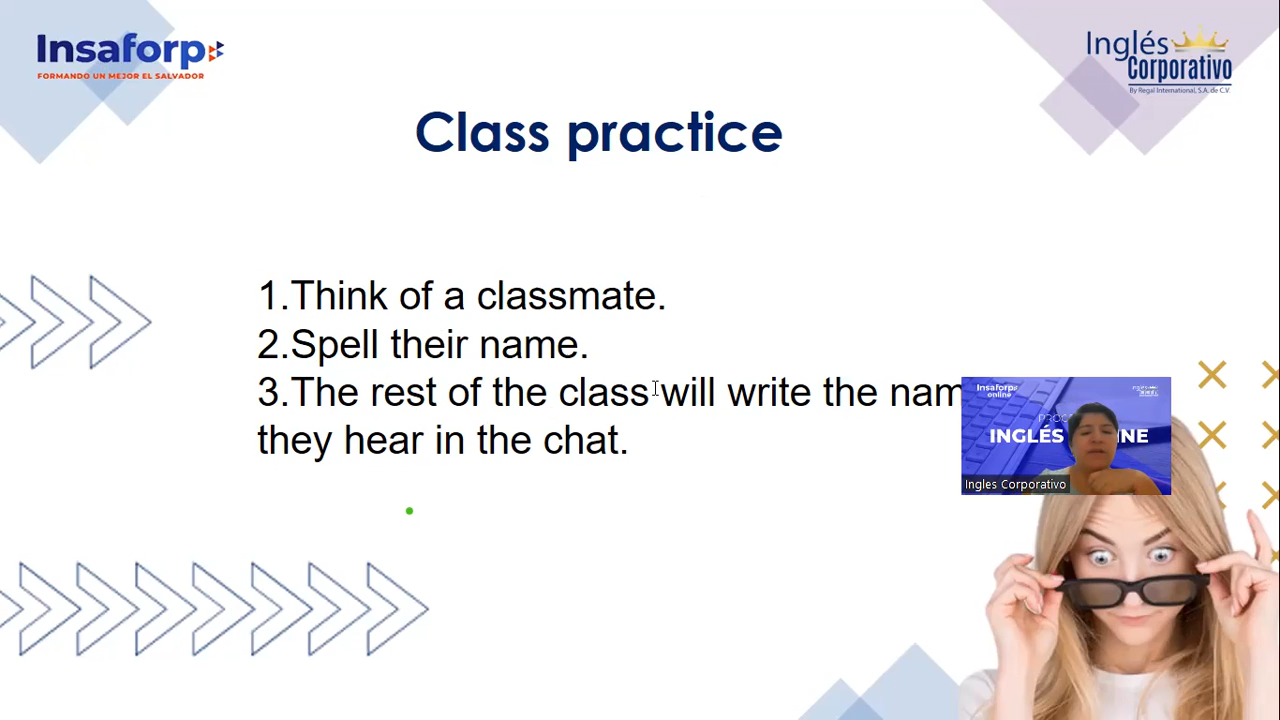 Insaforp
FORMANDO UN MEJOR EL SALVADOR
Inglés
Corporativo
By Regal International, S.A. de C.V.
Class practice
1.Think of a classmate.
2.Spell their name.
3.The rest of the class will write the nam
they hear in the chat.
Insaforp
online
INGLÉS NE
Ingles Corporativo